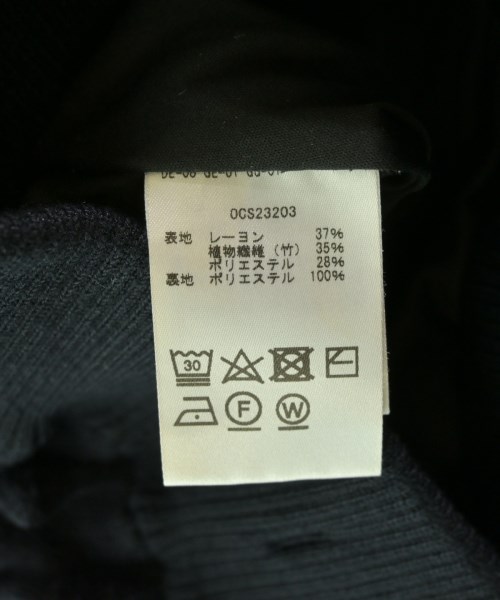 OCS23203
表地 レーヨン 37%
植物繊維(竹) 35%
ポリエステル 28%
裏地 ポリエステル 100%
30
F W